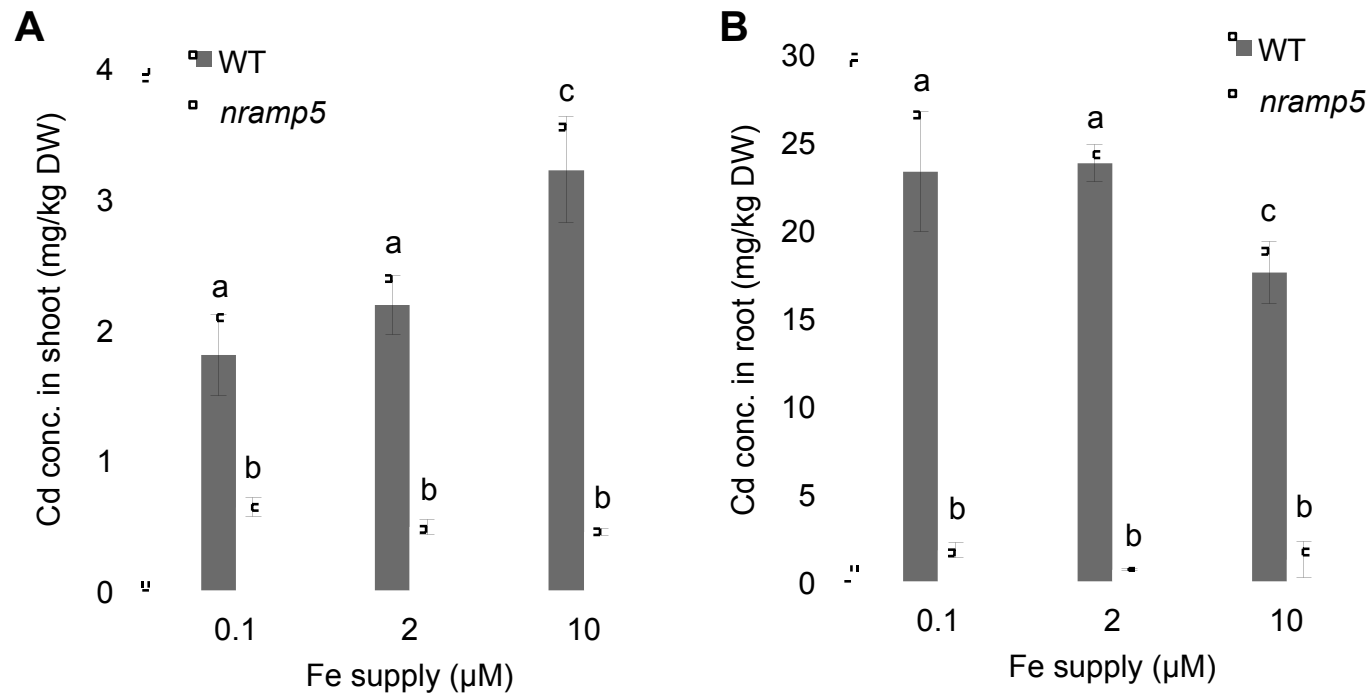 A
WT
nramp5
Cd conc. in shoot (mg/kg DW)
4
3
2
1
0
a
b
a
b
c
b
0.1
2
10
Fe supply (µM)
B
WT
nramp5
Cd conc. in root (mg/kg DW)
30
25
20
15
10
5
0
a
b
a
b
c
b
0.1
2
10
Fe supply (µM)